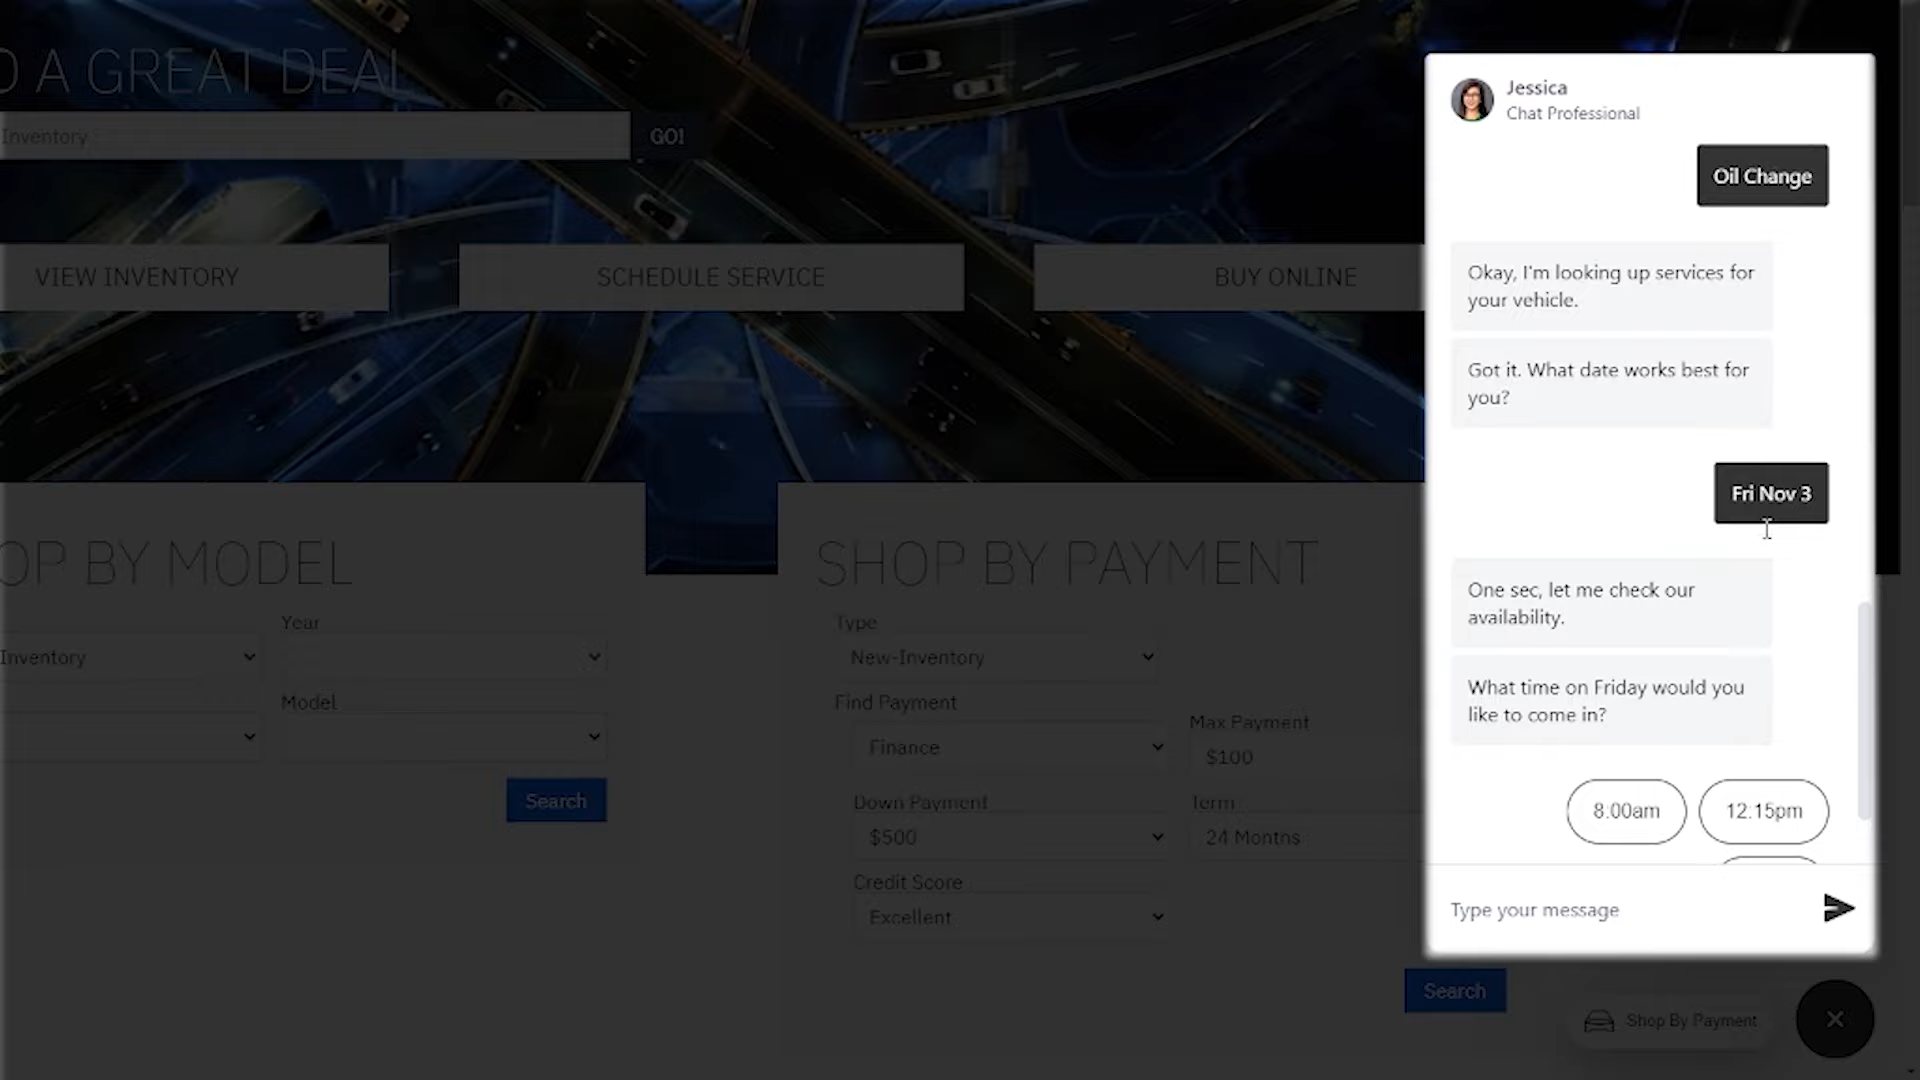 D A GREAT DEAL
Inventory
GO!
VIEW INVENTORY
SCHEDULE SERVICE
BUY ONLINE
OP BY MODEL
Year
Inventory
Model
Search
SHOP BY PAYMENT
Type
New-Inventory
Find Payment
Finance
Max Payment
$100
Down Payment
$500
Term
24 Months
Credit Score
Excellent
Search
Jessica
Chat Professional
Oil Change
Okay, I'm looking up services for
your vehicle.
Got it. What date works best for
you?
Fri Nov 3
One sec, let me check our
availability.
What time on Friday would you
like to come in?
8:00am
12:15pm
Type your message
Shop By Payment